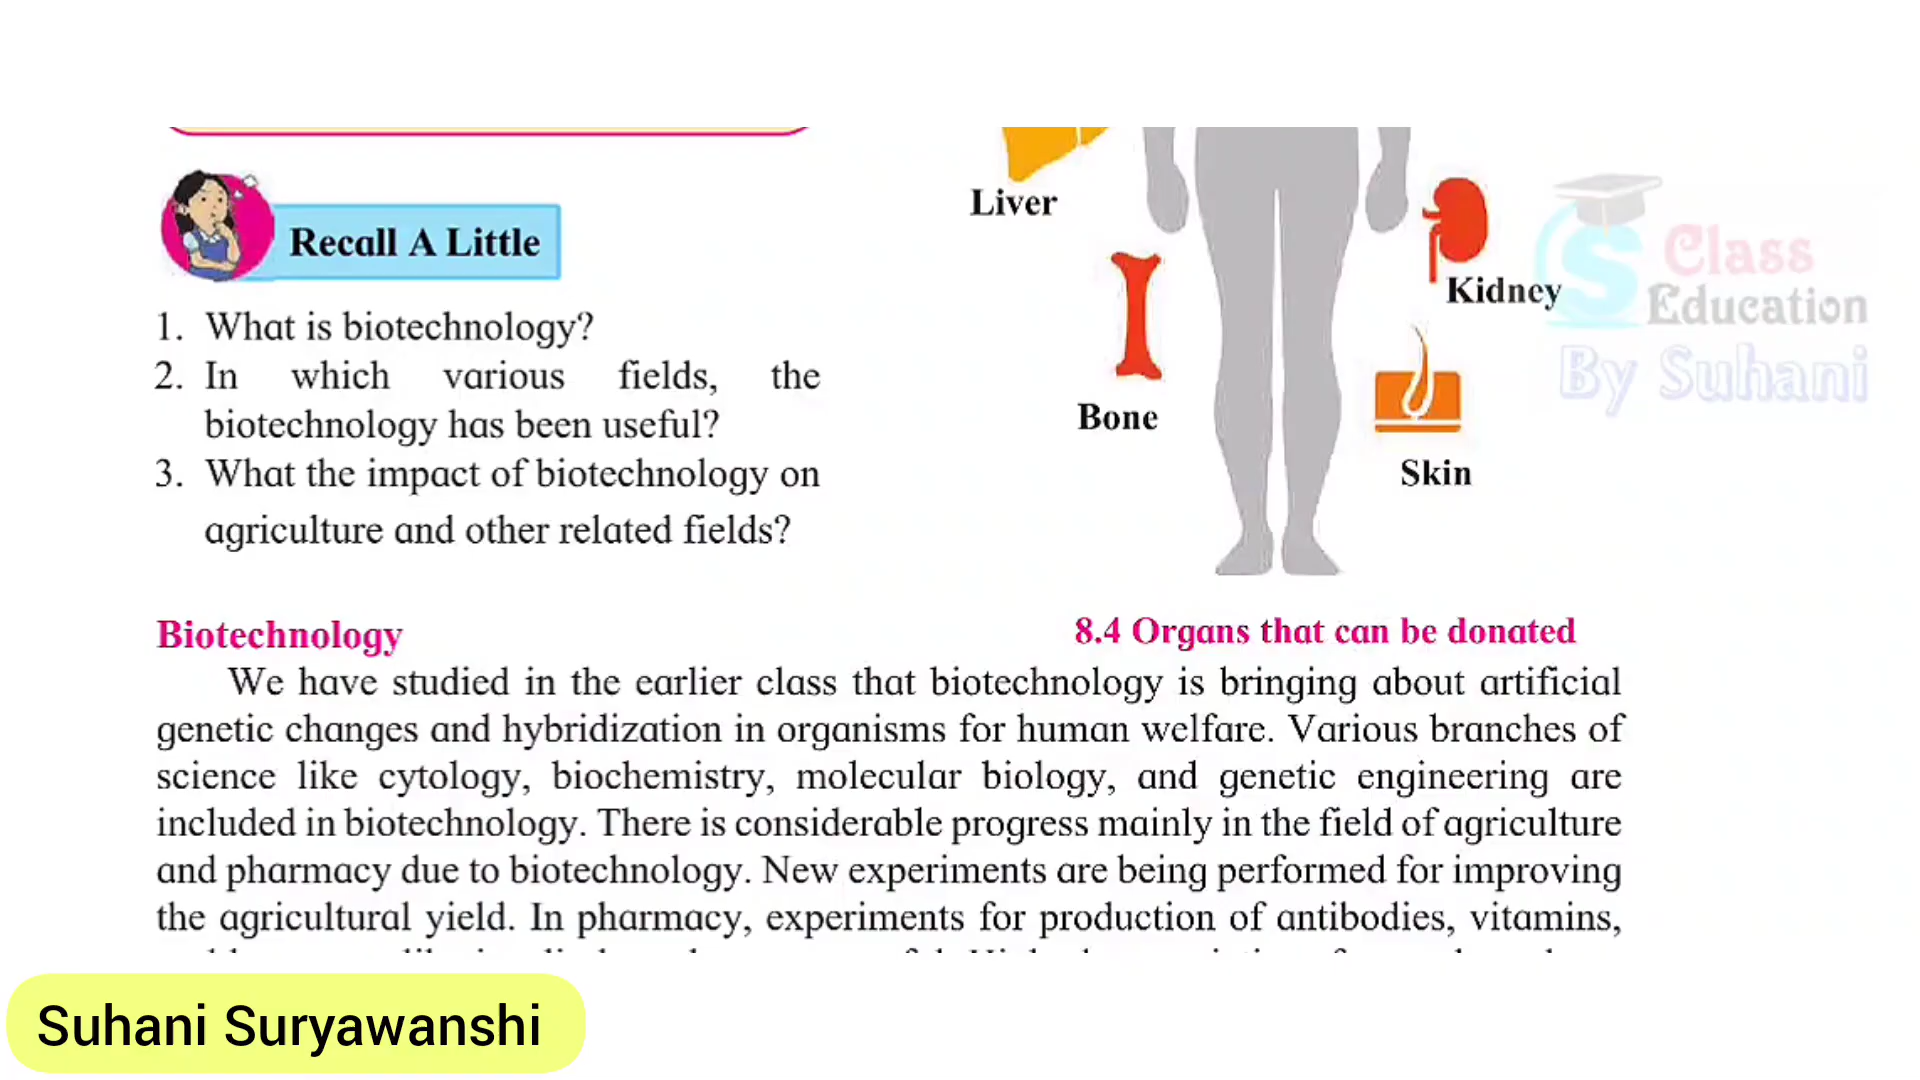 Recall A Little
1. What is biotechnology?
2. In which various fields, the
biotechnology has been useful?
3. What the impact of biotechnology on
agriculture and other related fields?
Liver
Kidney
Bone
Skin
Class
Education
By Suhani
8.4 Organs that can be donated
Biotechnology
We have studied in the earlier class that biotechnology is bringing about artificial
genetic changes and hybridization in organisms for human welfare. Various branches of
science like cytology, biochemistry, molecular biology, and genetic engineering are
included in biotechnology. There is considerable progress mainly in the field of agriculture
and pharmacy due to biotechnology. New experiments are being performed for improving
the agricultural yield. In pharmacy, experiments for production of antibodies, vitamins,
Suhani Suryawanshi